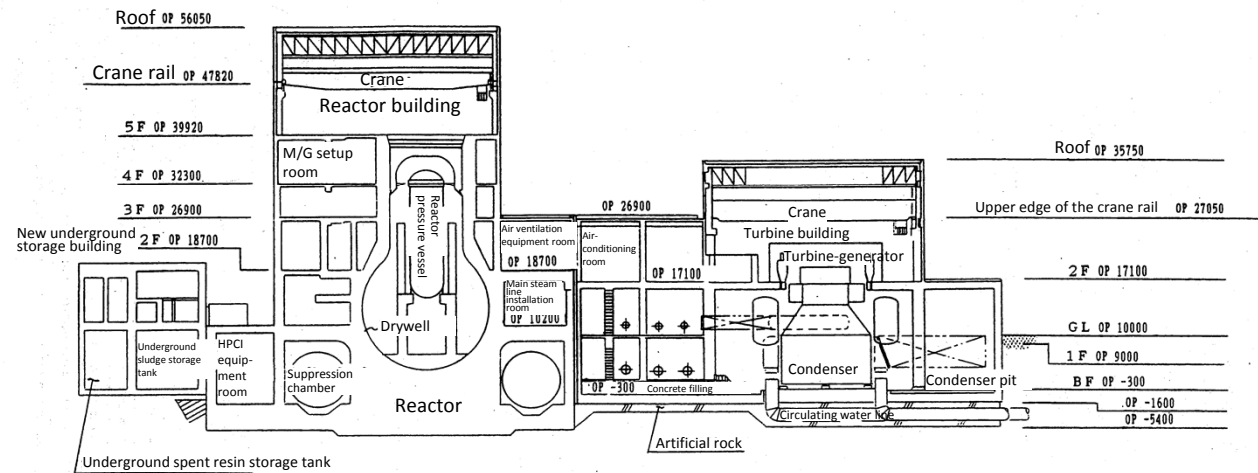 Roof OP 56050
Crane rail OP 47820
5F OP 39920
4F OP 32300
3F OP 26900
New underground
storage building
2F OP 18700
Crane
Reactor building
M/G setup
room
Reactor
pressure vessel
Drywell
Underground
sludge storage
tank
HPCI
equip-
ment
room
Suppression
chamber
Reactor
Underground spent resin storage tank
OP 26900
Air ventilation
equipment room
OP 18700
Main steam
line
installation
room
OP 10200
Air-
conditioning
room
OP 17100
OP -300
Concrete filling
Artificial rock
Crane
Turbine building
Turbine-generator
Condenser
Condenser pit
Circulating water line
Roof OP 35750
Upper edge of the crane rail OP 27050
2F OP 17100
GL OP 10000
1F OP 9000
BF OP -300
OP -1600
OP -5400